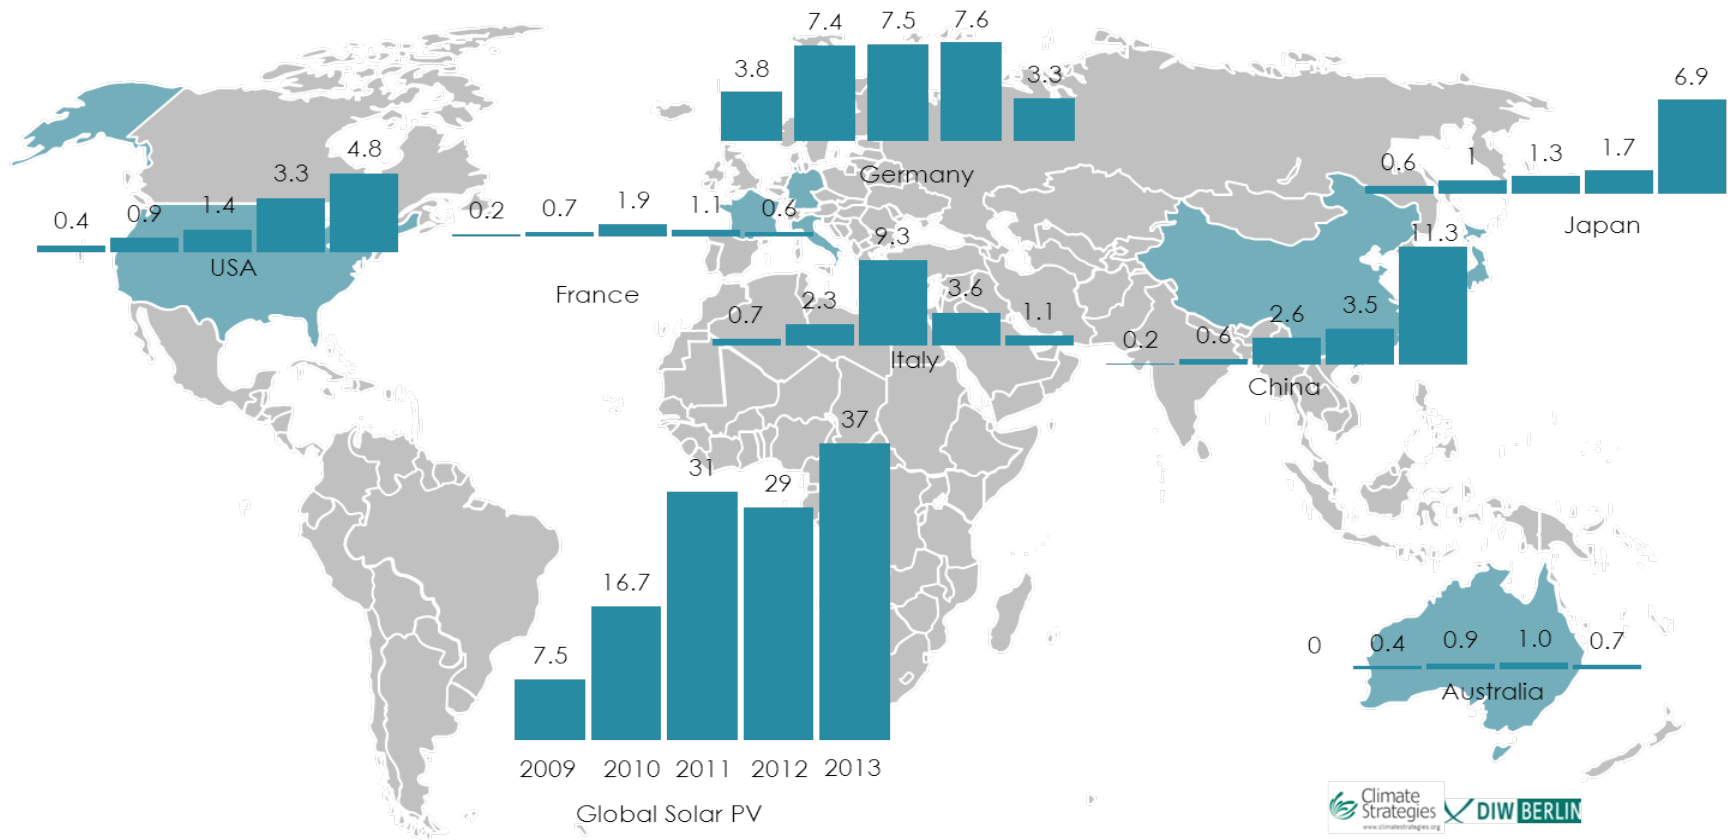 7.4 7.5 7.6
3.8 3.3
Germany
6.9
0.6 1 1.3 1.7
Japan
0.4 0.9 1.4 3.3 4.8
USA
0.2 0.7 1.9 1.1 0.6
France
0.7 2.3 9.3 3.6 1.1
Italy
0.2 0.6 2.6 3.5 11.3
China
7.5 16.7 31 29 37
2009 2010 2011 2012 2013
Global Solar PV
0 0.4 0.9 1.0 0.7
Australia
Climate
Strategies
www.climatestrategies.org
DIW BERLIN